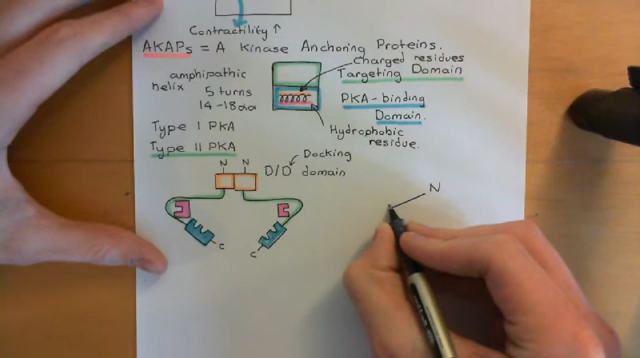 Contractility ↑
AKAPs = A Kinase Anchoring Proteins.
charged residues
Targeting Domain
amphipathic
helix
5 turns
14-18
PKA-binding
Domain.
Hydrophobic
residue.
Type I PKA
Type II PKA
N N
D/D
Docking
domain
C
C
N